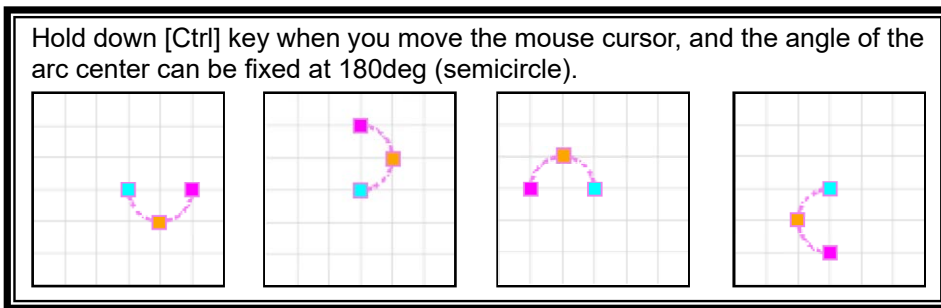 Hold down [Ctrl] key when you move the mouse cursor, and the angle of the
arc center can be fixed at 180deg (semicircle).